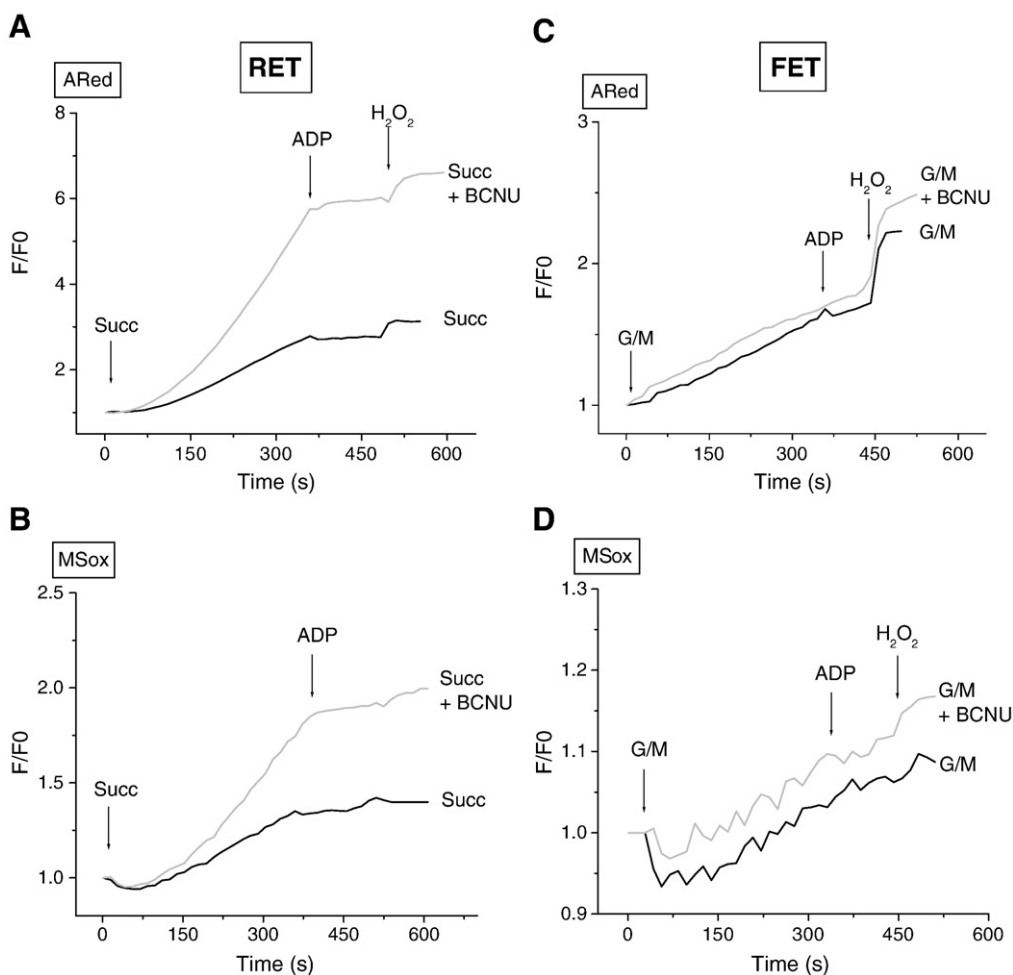 A
RET
ARed
8
6
4
2
F/F0
Succ
ADP
H₂O₂
Succ
+ BCNU
Succ
0 150 300 450 600
Time (s)
C
FET
ARed
3
2
1
F/F0
G/M
ADP
H₂O₂
G/M
+ BCNU
G/M
0 150 300 450 600
Time (s)
B
MSox
2.5
2.0
1.5
1.0
F/F0
Succ
ADP
Succ
+ BCNU
Succ
0 150 300 450 600
Time (s)
D
MSox
1.3
1.2
1.1
1.0
0.9
F/F0
G/M
ADP
H₂O₂
G/M
+ BCNU
G/M
0 150 300 450 600
Time (s)